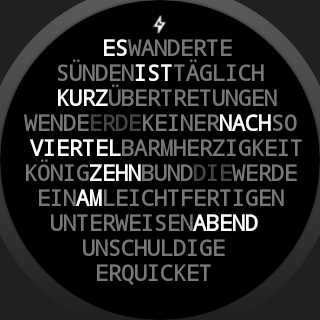 ESWANDERTE
SÜNDENISTTÄGLICH
KURZÜBERTRETUNGEN
WENDEERDEKEINERNACHSO
VIERTELBARMHERZIGKEIT
KÖNIGZEHNBUNDDIEWERDE
EINAMLEICHTFERTIGEN
UNTERWEISENABEND
UNSCHULDIGE
ERQUICKET